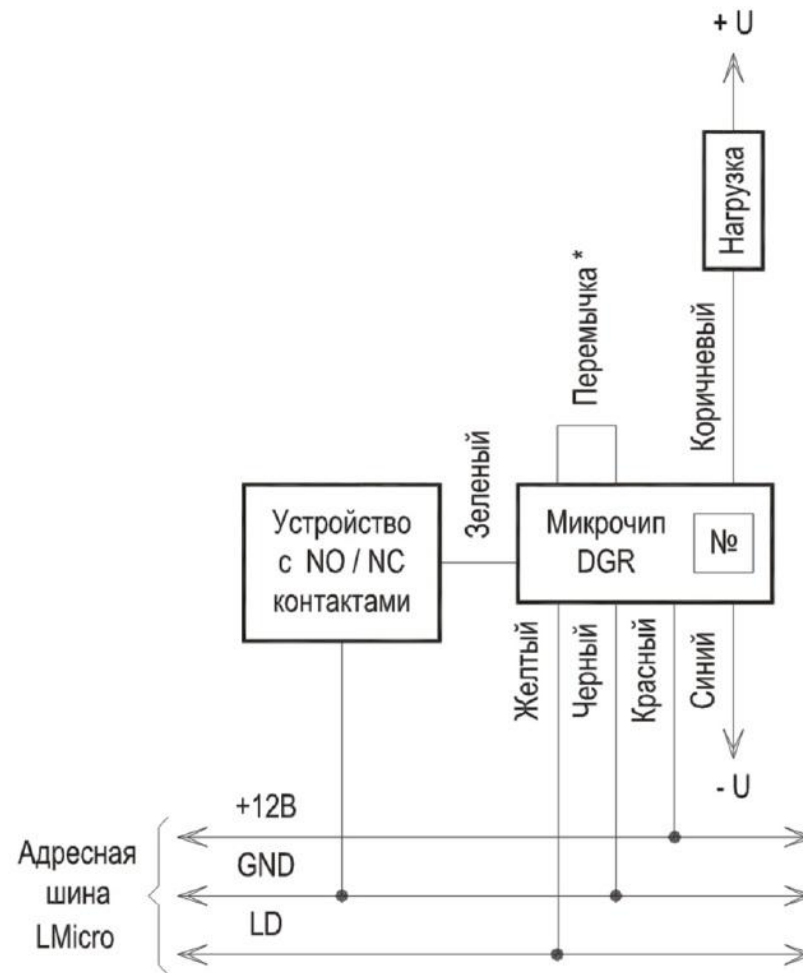 + U
Нагрузка
Перемычка *
Коричневый
Зеленый
Устройство
с NO / NC
контактами
Микрочип
DGR
№
Желтый
Черный
Красный
Синий
- U
+12В
GND
LD
Адресная
шина
LMicro